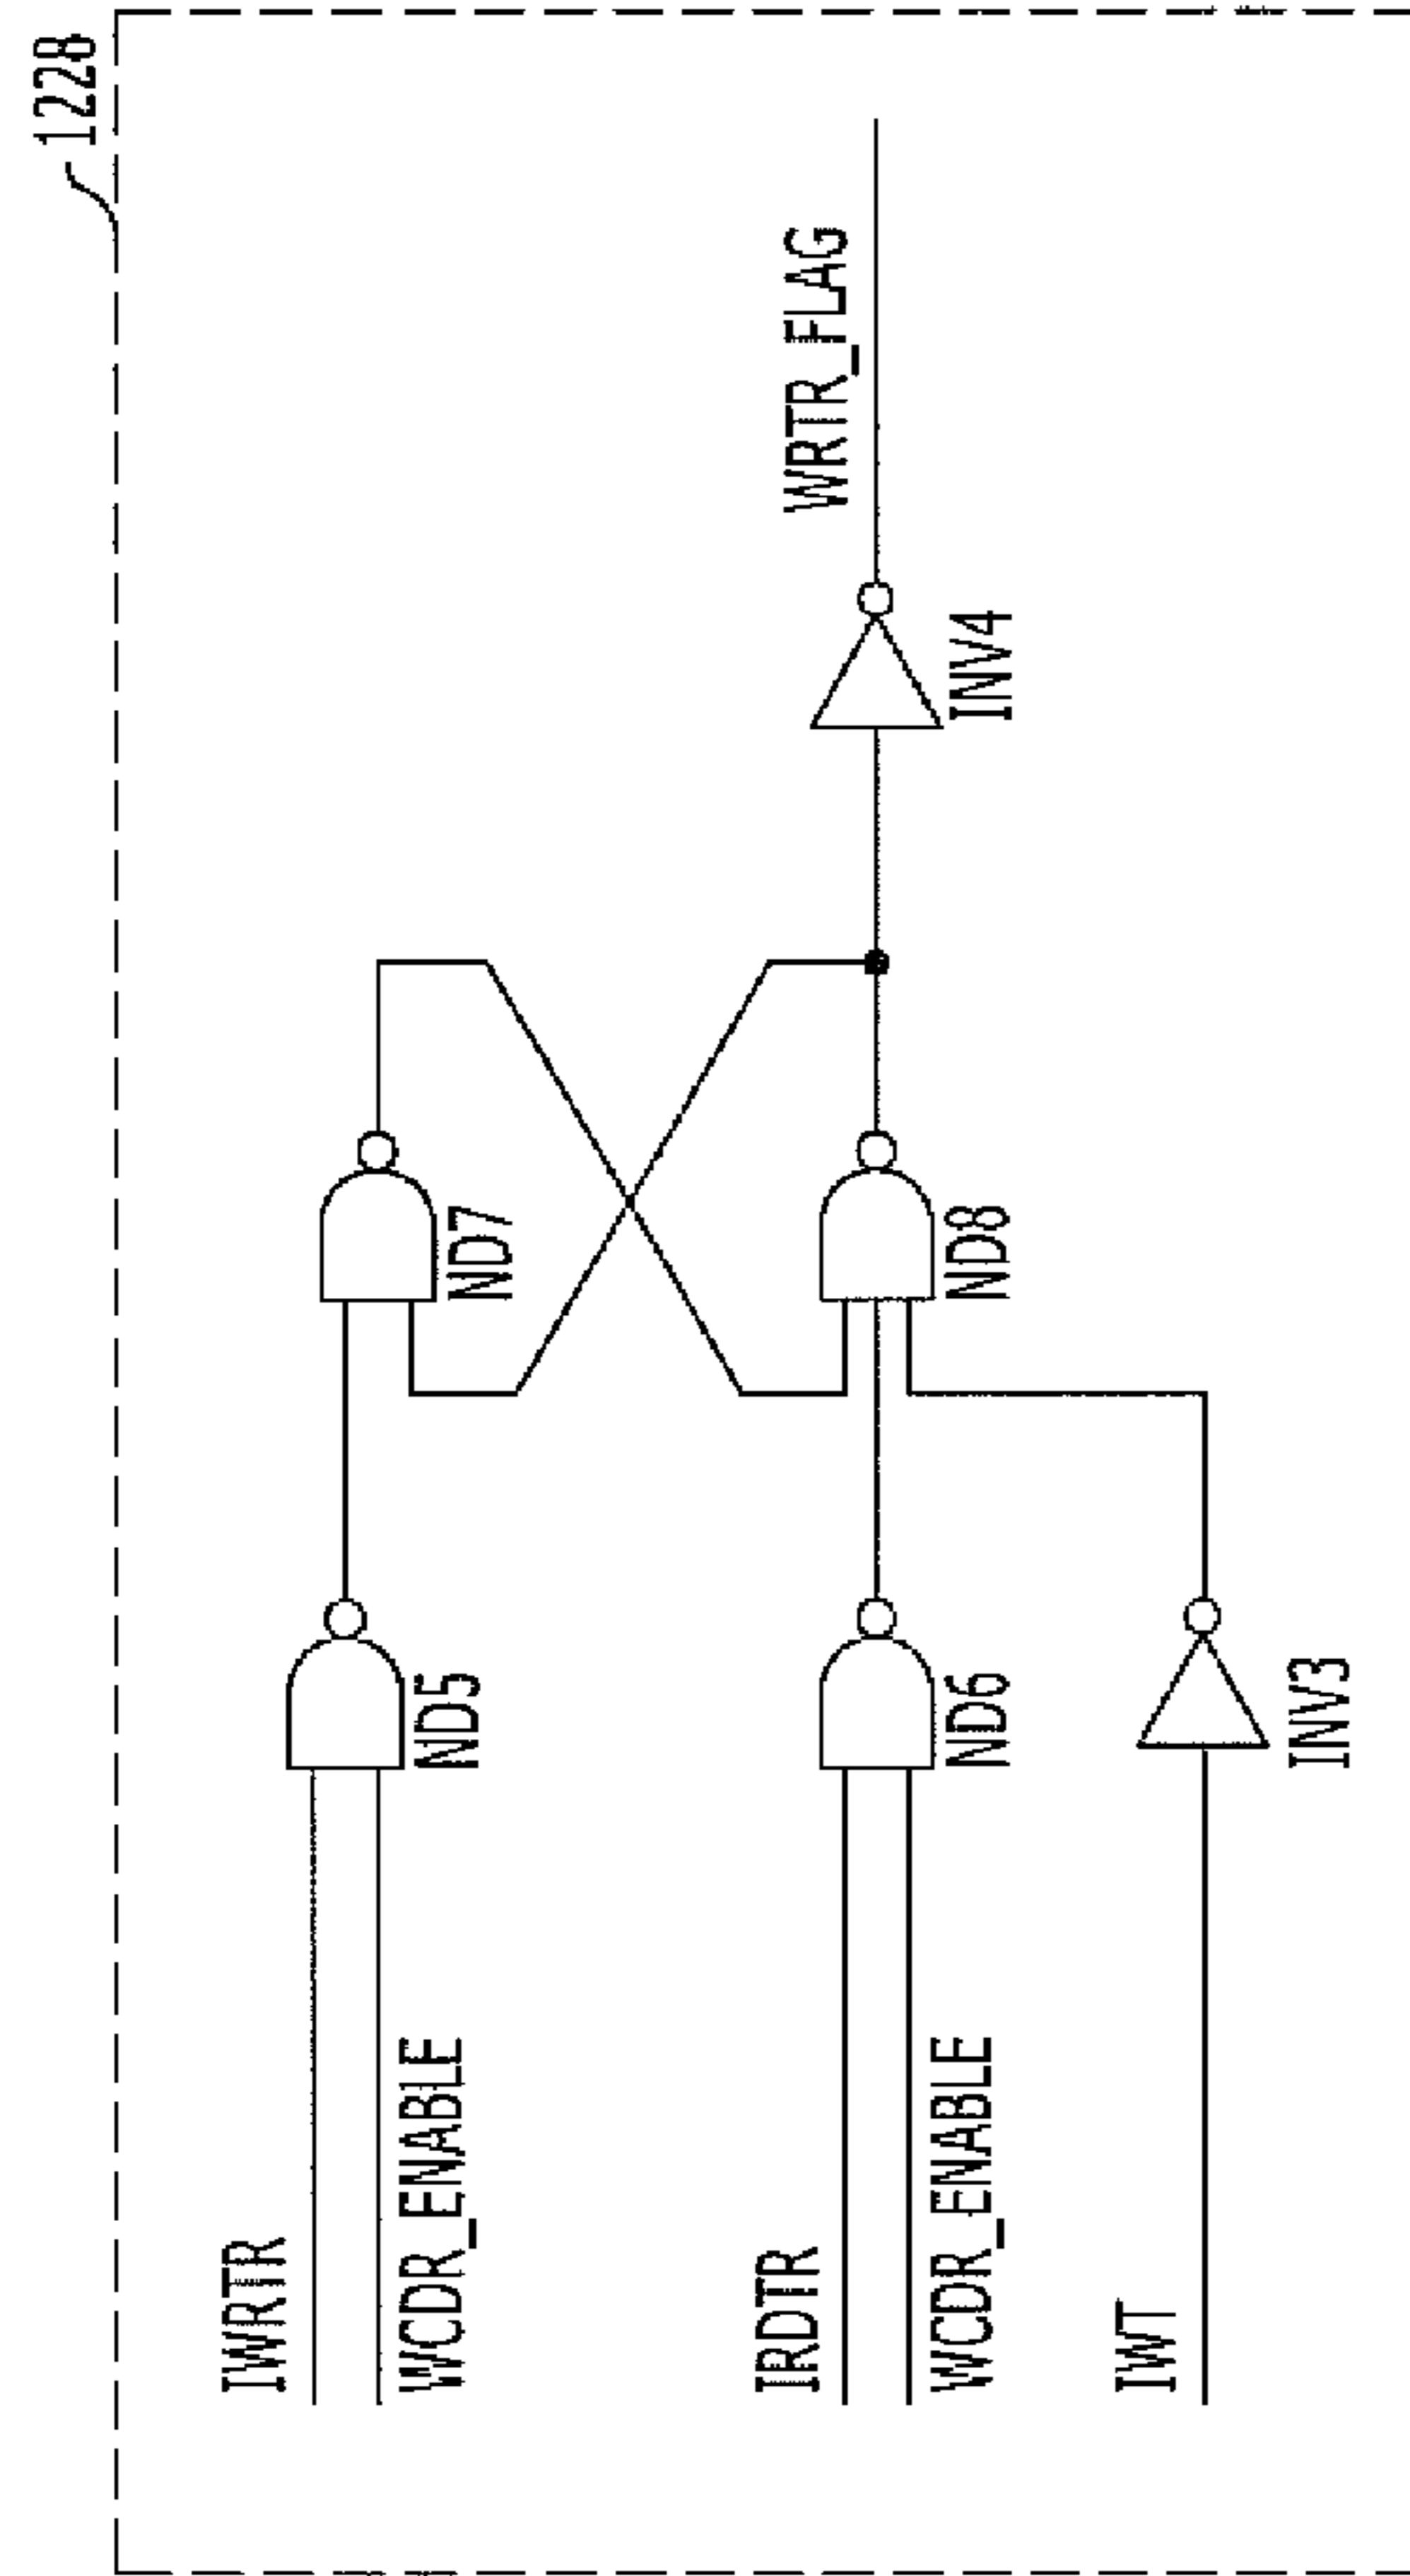 1228
IWRTR
WCDR_ENABLE
ND5
ND7
WRTR_FLAG
IRDTR
WCDR_ENABLE
ND6
ND8
INV4
IWT
INV3